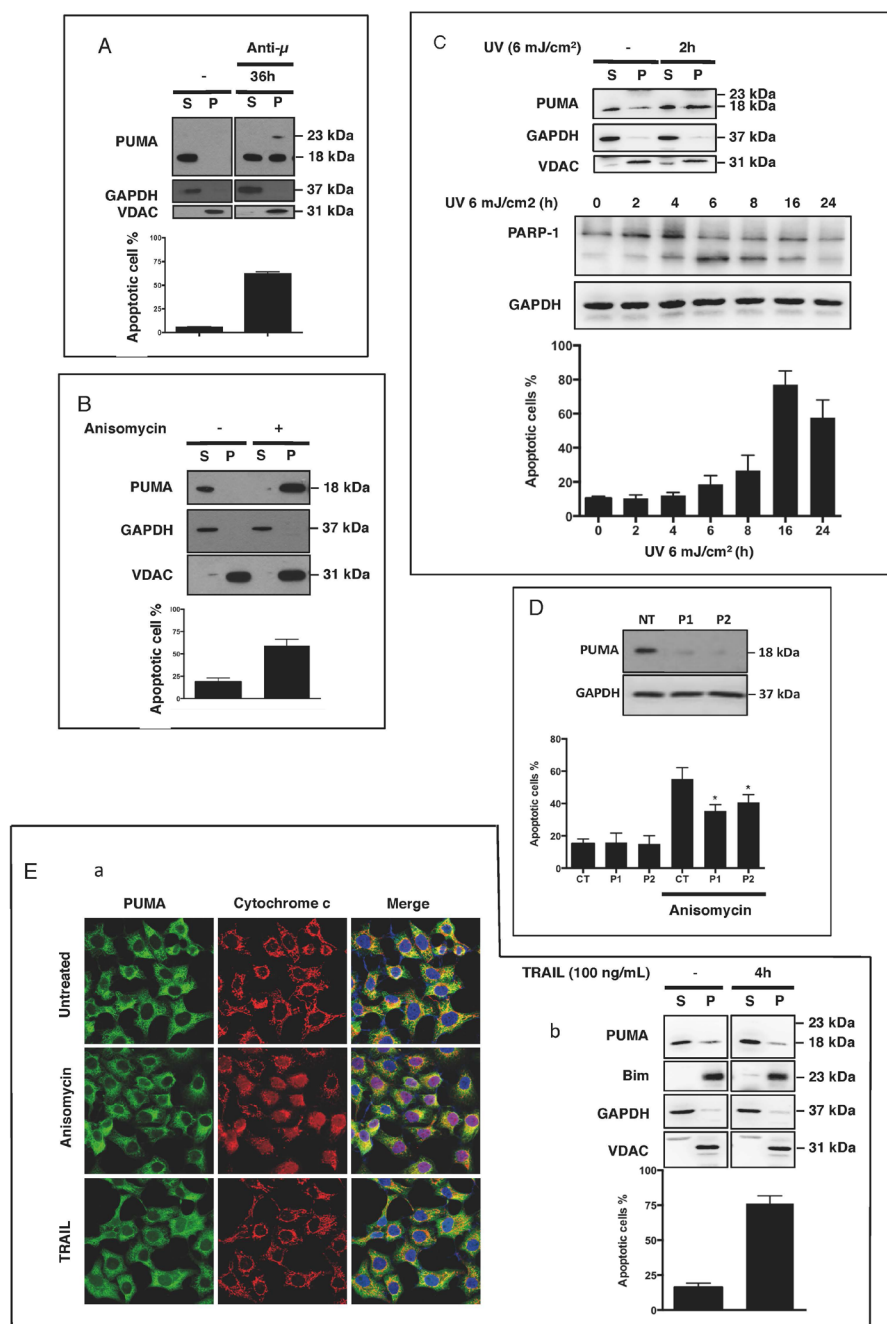 A
Anti-μ
- 36h
S P S P
PUMA
23 kDa
18 kDa
GAPDH 37 kDa
VDAC 31 kDa
Apoptotic cell %
100
75
50
25
0
-
B
Anisomycin - +
S P S P
PUMA 18 kDa
GAPDH 37 kDa
VDAC 31 kDa
Apoptotic cell %
100
75
50
25
0
C
UV (6 mJ/cm²) - 2h
S P S P
23 kDa
PUMA 18 kDa
GAPDH 37 kDa
VDAC 31 kDa
UV 6 mJ/cm2 (h) 0 2 4 6 8 16 24
PARP-1
GAPDH
Apoptotic cells %
100
80
60
40
20
0
0 2 4 6 8 16 24
UV 6 mJ/cm² (h)
D
NT P1 P2
PUMA 18 kDa
GAPDH 37 kDa
Apoptotic cells %
80
60
40
20
0
* *
CT P1 P2 CT P1 P2
Anisomycin
E
a
PUMA Cytochrome c Merge
Untreated
Anisomycin
TRAIL
b
TRAIL (100 ng/mL) - 4h
S P S P
23 kDa
PUMA 18 kDa
Bim 23 kDa
GAPDH 37 kDa
VDAC 31 kDa
Apoptotic cells %
100
75
50
25
0